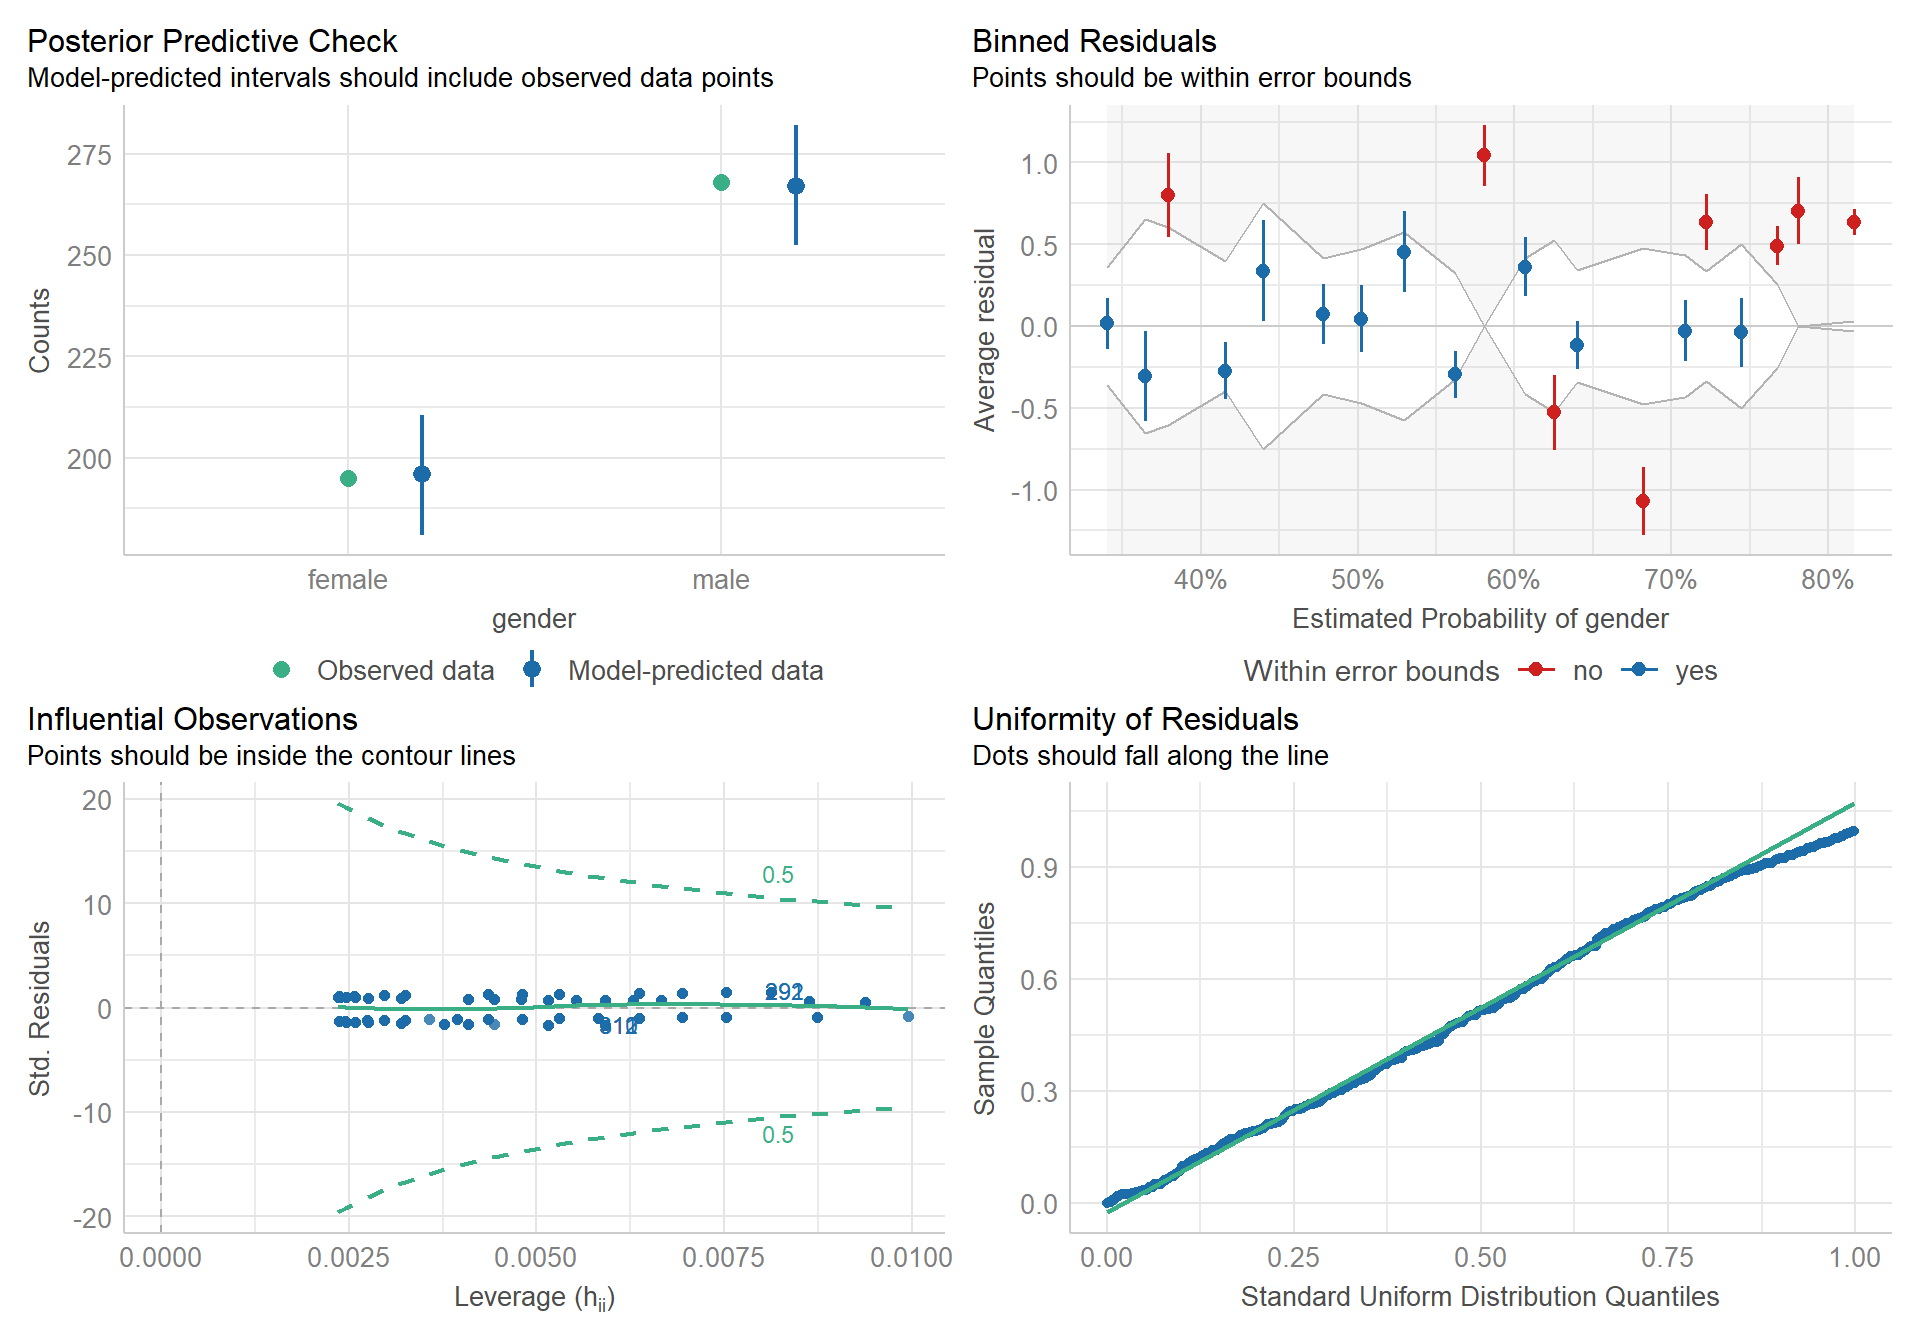 Posterior Predictive Check
Model-predicted intervals should include observed data points
Counts
275
250
225
200
female
male
gender
Observed data
Model-predicted data
Binned Residuals
Points should be within error bounds
Average residual
1.0
0.5
0.0
-0.5
-1.0
40%
50%
60%
70%
80%
Estimated Probability of gender
Within error bounds
no
yes
Influential Observations
Points should be inside the contour lines
Std. Residuals
20
10
0
-10
-20
0.5
0.5
0.0000
0.0025
0.0050
0.0075
0.0100
Leverage (hii)
Uniformity of Residuals
Dots should fall along the line
Sample Quantiles
0.9
0.6
0.3
0.0
0.00
0.25
0.50
0.75
1.00
Standard Uniform Distribution Quantiles